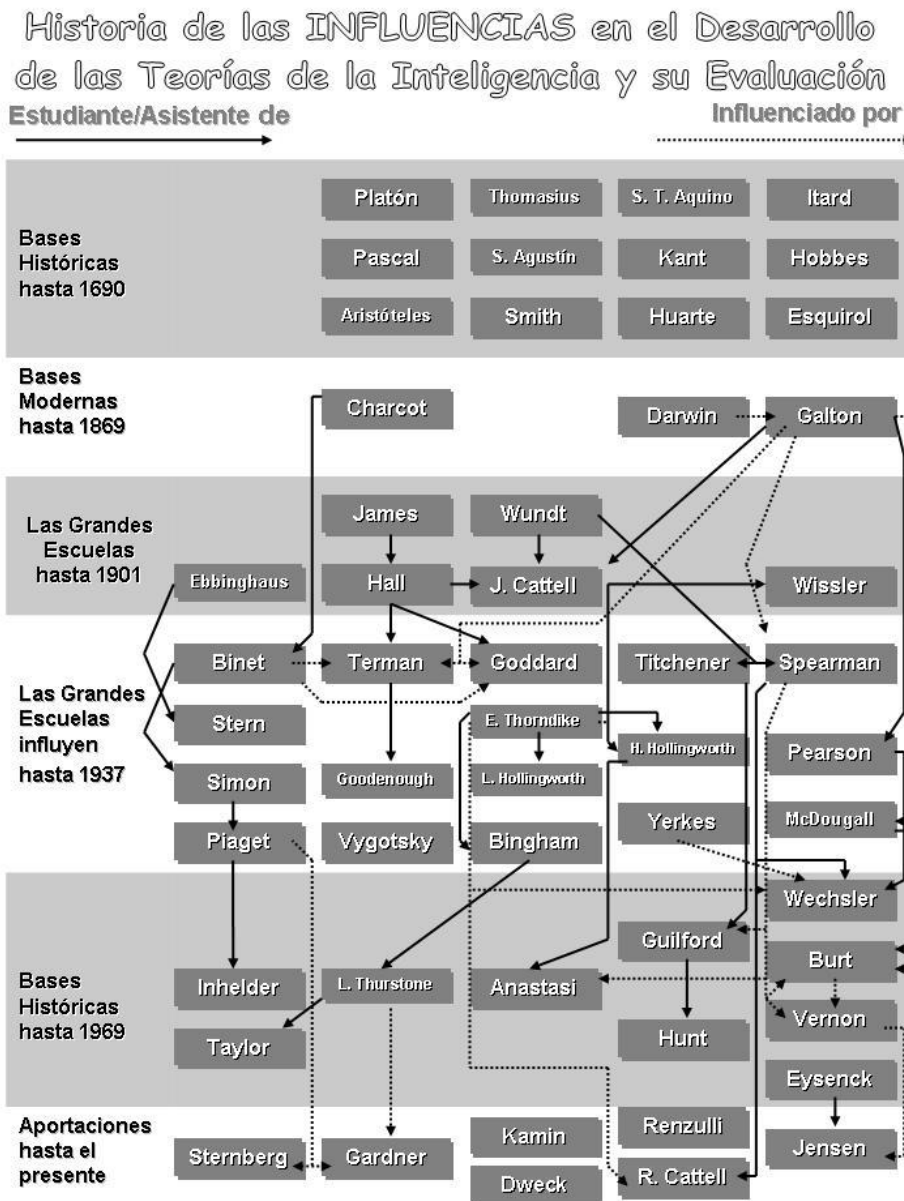 Historia de las INFLUENCIAS en el Desarrollo
de las Teorías de la Inteligencia y su Evaluación
Estudiante/Asistente de
Influenciado por
Bases
Históricas
hasta 1690
Platón
Thomasius
S. T. Aquino
Itard
Pascal
S. Agustín
Kant
Hobbes
Aristóteles
Smith
Huarte
Esquirol
Bases
Modernas
hasta 1869
Charcot
Darwin
Galton
Las Grandes
Escuelas
hasta 1901
James
Wundt
Ebbinghaus
Hall
J. Cattell
Wissler
Las Grandes
Escuelas
influyen
hasta 1937
Binet
Terman
Goddard
Titchener
Spearman
Stern
E. Thorndike
H. Hollingworth
Pearson
Simon
Goodenough
L. Hollingworth
Yerkes
McDougall
Piaget
Vygotsky
Bingham
Bases
Históricas
hasta 1969
Wechsler
Guilford
Burt
Inhelder
L. Thurstone
Anastasi
Vernon
Taylor
Hunt
Eysenck
Aportaciones
hasta el
presente
Sternberg
Gardner
Kamin
Renzulli
Jensen
Dweck
R. Cattell